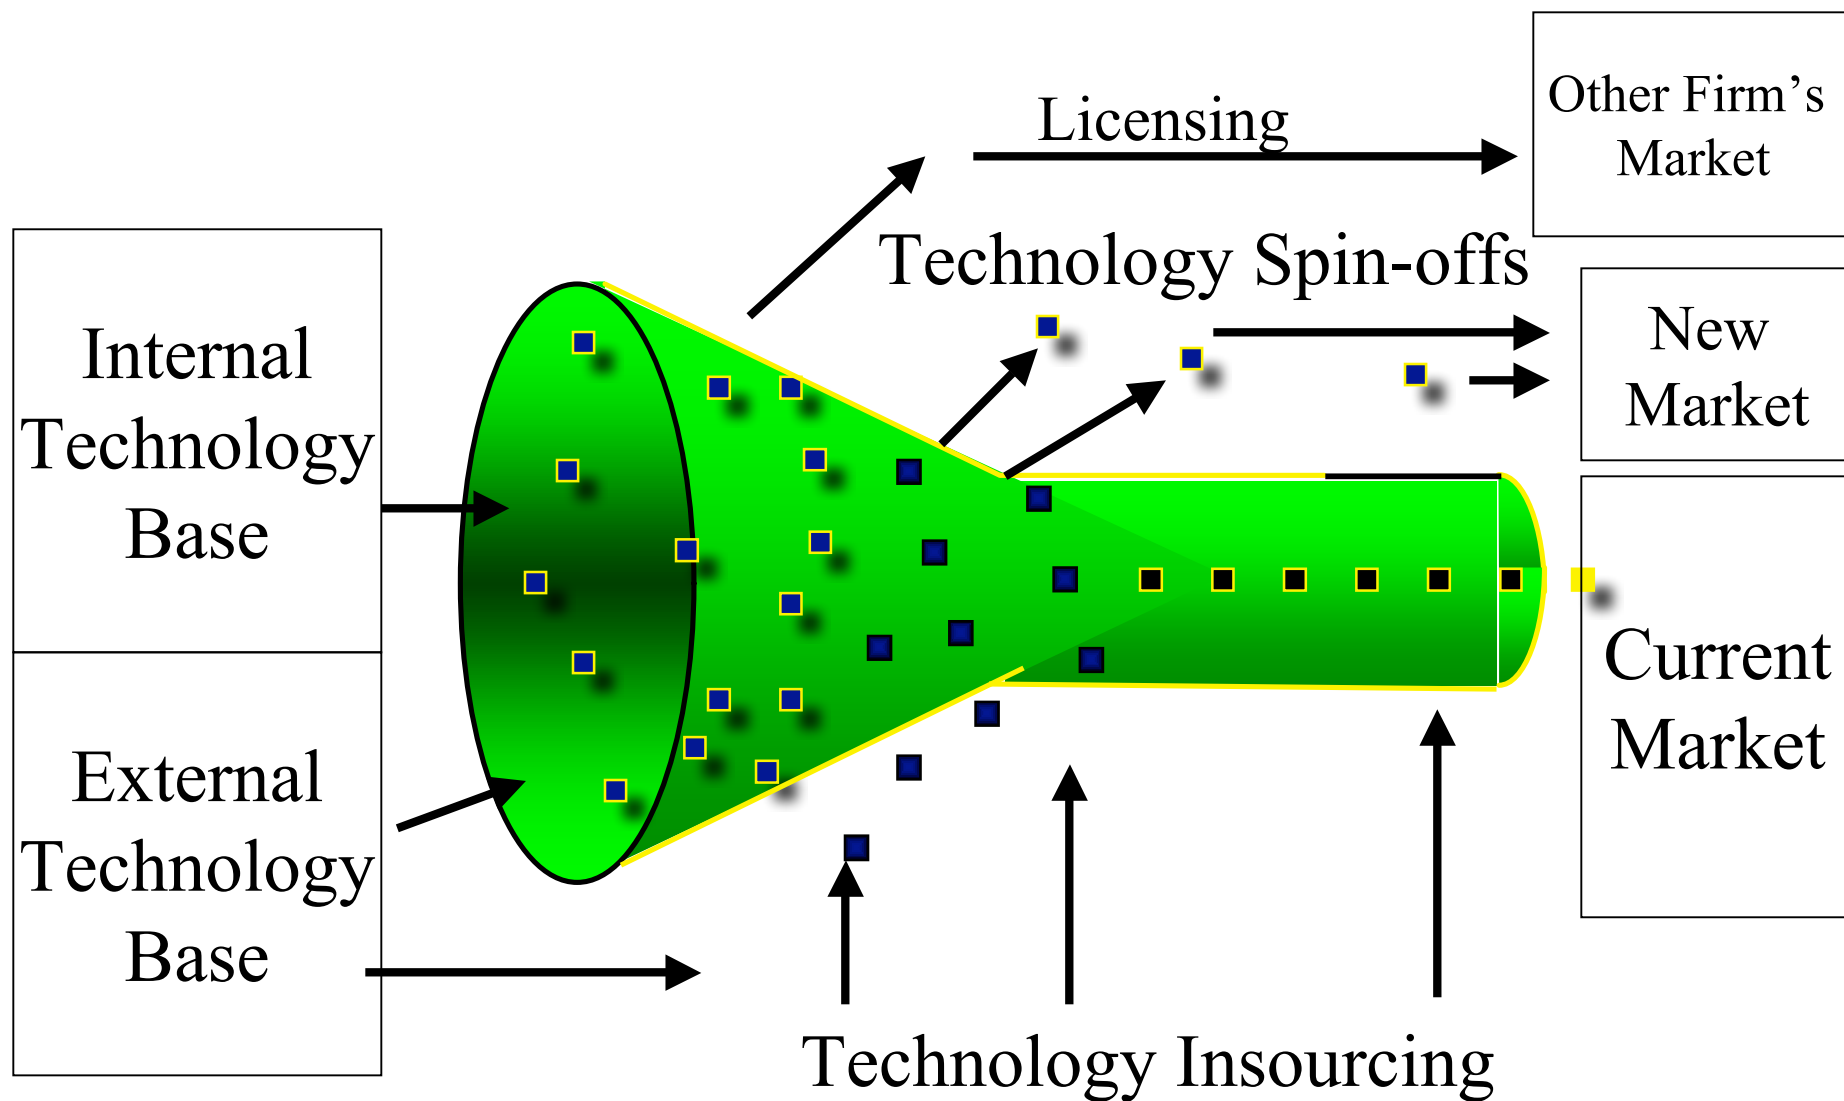 Other Firm’s
Market
Licensing
Technology Spin-offs
New
Market
Internal
Technology
Base
Current
Market
External
Technology
Base
Technology Insourcing